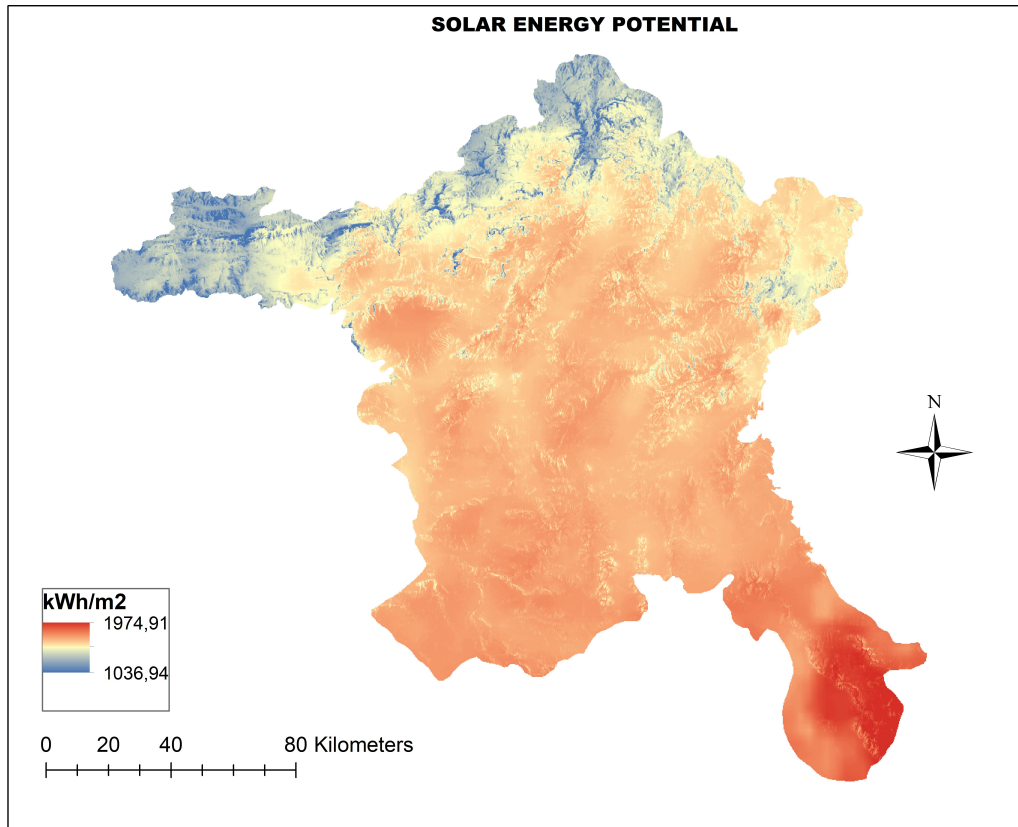 SOLAR ENERGY POTENTIAL
N
kWh/m2
1974,91
1036,94
0 20 40 80 Kilometers